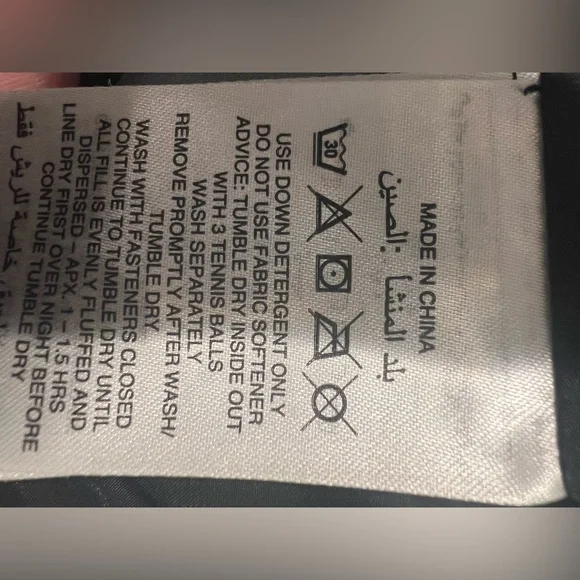 MADE IN CHINA
بلد المنشأ :الصين
30
USE DOWN DETERGENT ONLY
DO NOT USE FABRIC SOFTENER
ADVICE: TUMBLE DRY INSIDE OUT
WITH 3 TENNIS BALLS
WASH SEPARATELY
REMOVE PROMPTLY AFTER WASH/
TUMBLE DRY
WASH WITH FASTENERS CLOSED
CONTINUE TO TUMBLE DRY UNTIL
ALL FILL IS EVENLY FLUFFED AND
DISPERSED - APX. 1 - 1.5 HRS
LINE DRY FIRST OVER NIGHT BEFORE
CONTINUE TUMBLE DRY
خاصة للريش فقط